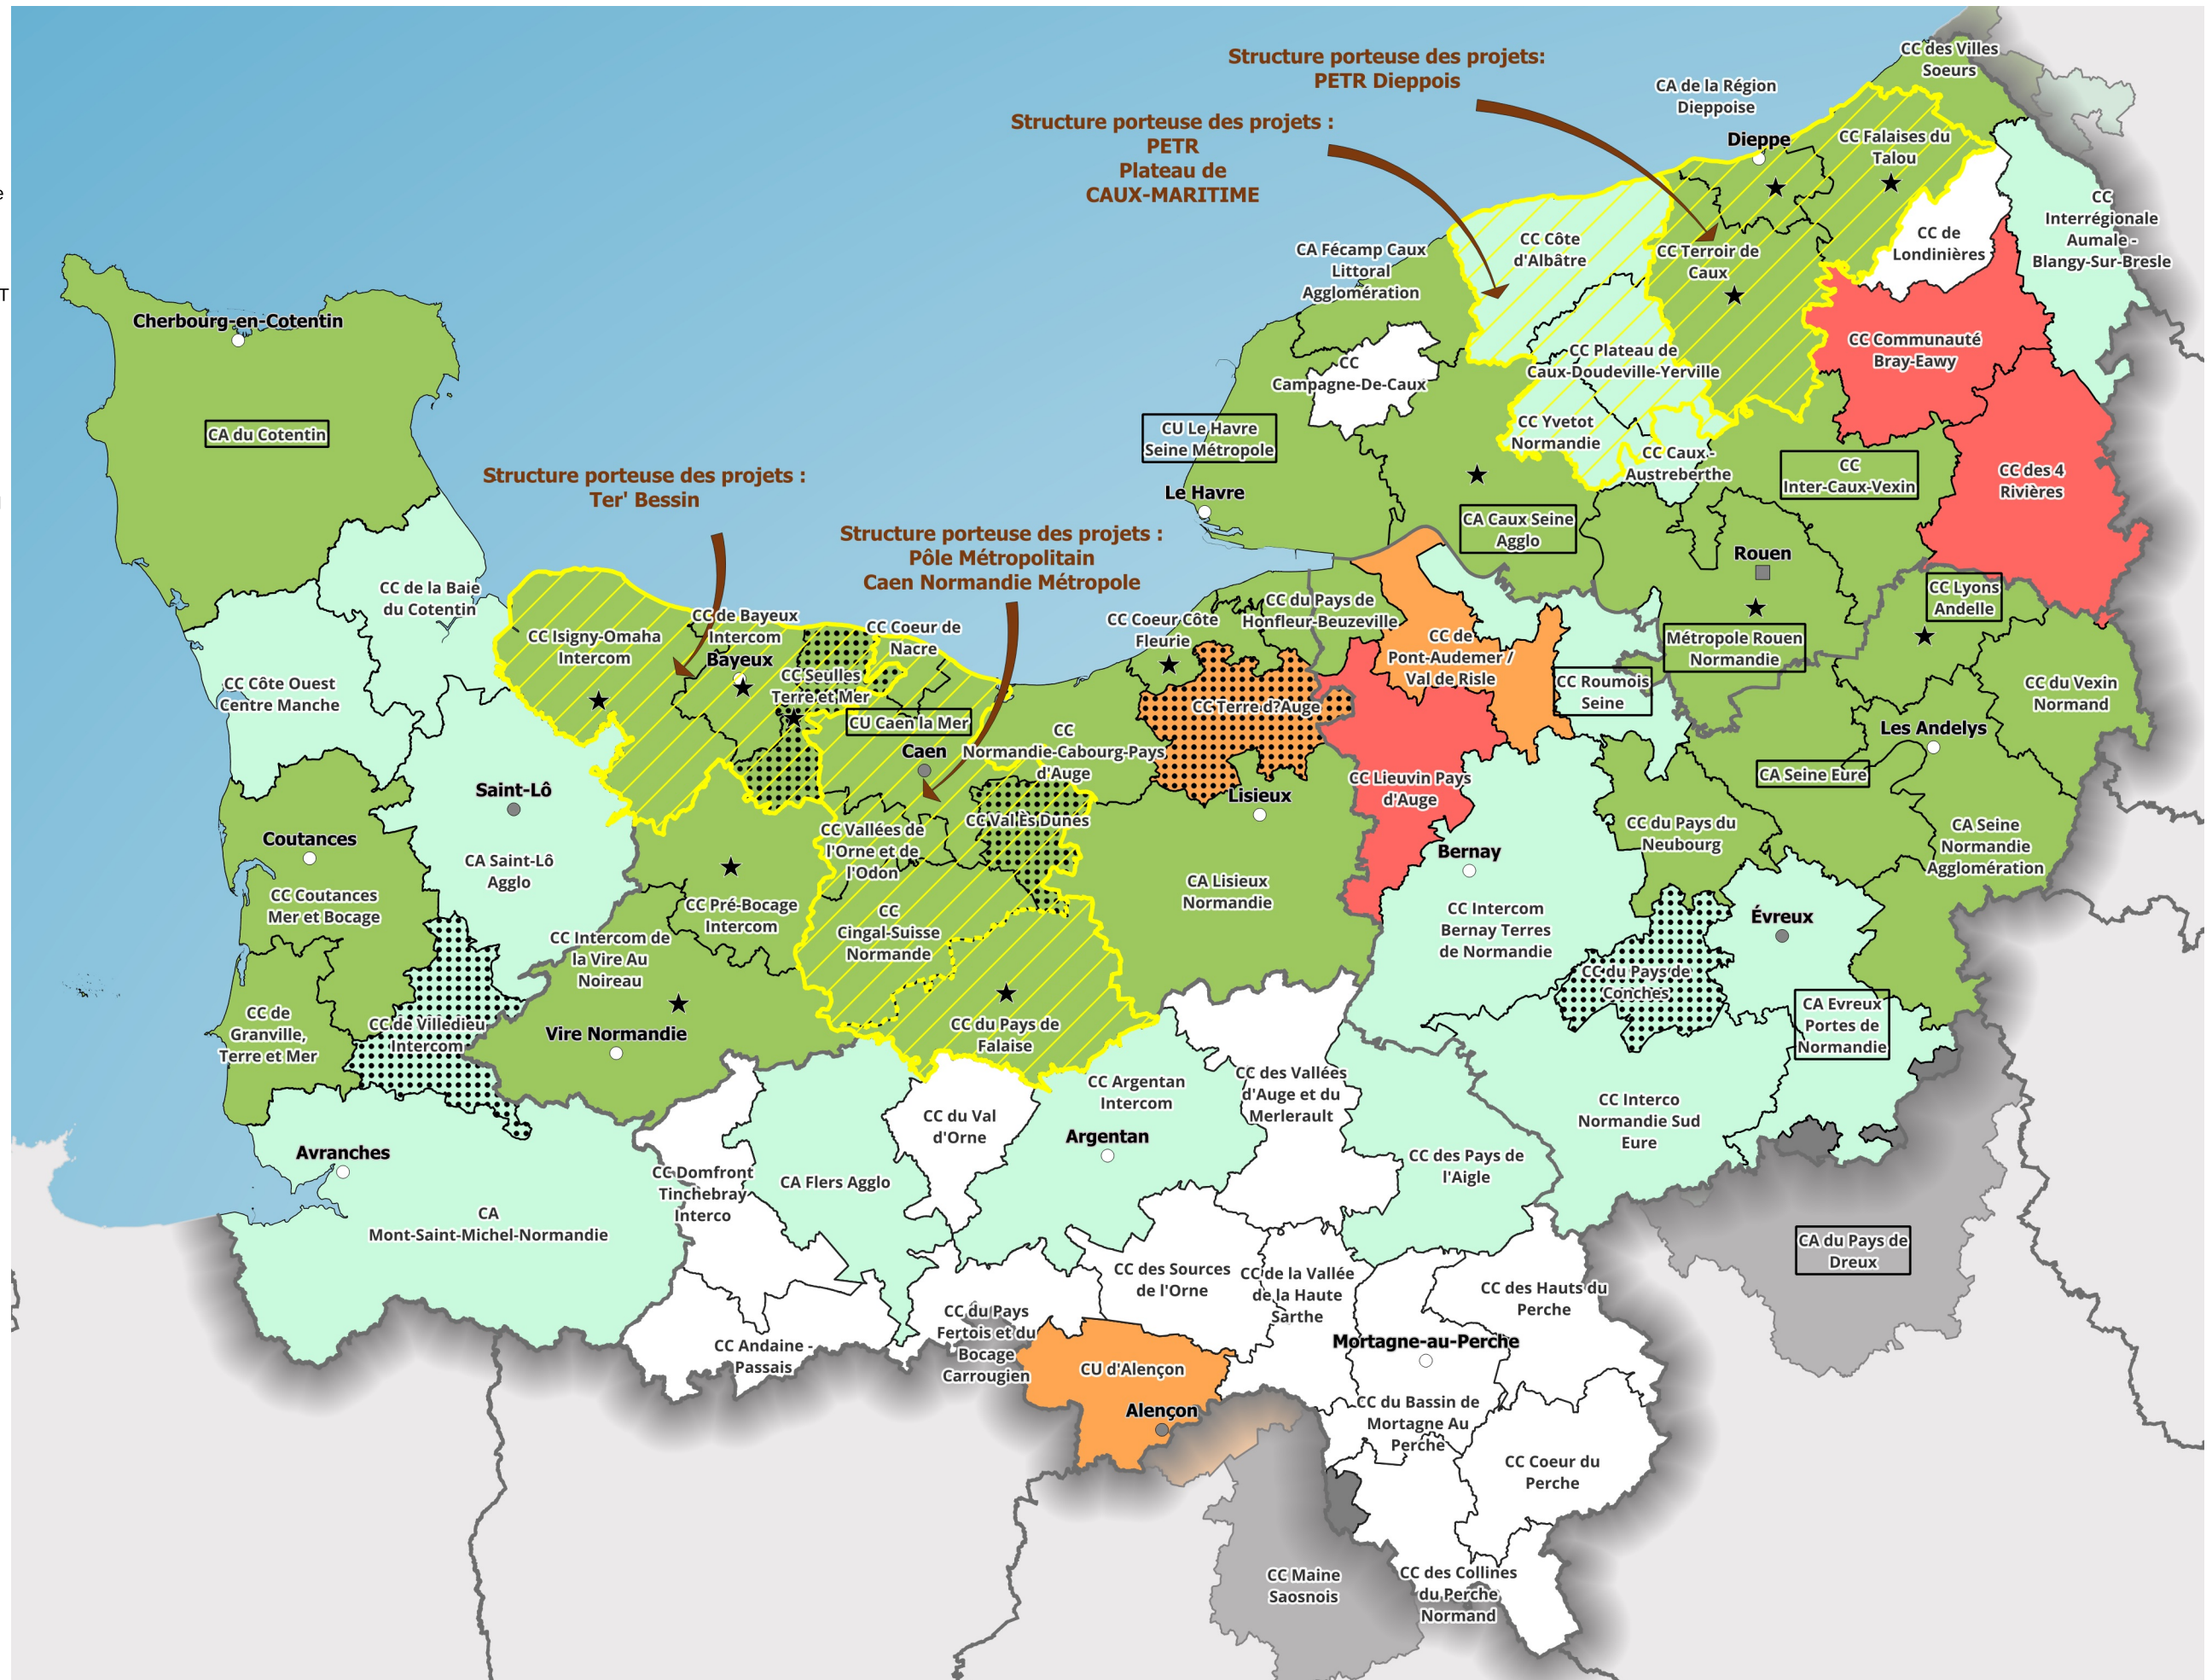 Structure porteuse des projets:
PETR Dieppois
CC des Villes
Soeurs
CA de la Région
Dieppoise
Dieppe
CC Falaises du
Talou
Structure porteuse des projets :
PETR
Plateau de
CAUX-MARITIME
e
CC
Interrégionale
Aumale -
Blangy-Sur-Bresle
CC de
Londinières
CC Côte
d'Albâtre
CC Terroir de
Caux
CA Fécamp Caux
Littoral
Agglomération
T
Cherbourg-en-Cotentin
CC Communauté
Bray-Eawy
CC Plateau de
Caux-Doudeville-Yerville
CC
Campagne-De-Caux
CA du Cotentin
CU Le Havre
Seine Métropole
CC Yvetot
Normandie
CC Caux -
Austreberthe
CC
Inter-Caux-Vexin
CC des 4
Rivières
Structure porteuse des projets :
Ter' Bessin
Le Havre
CA Caux Seine
Agglo
Structure porteuse des projets :
Pôle Métropolitain
Caen Normandie Métropole
Rouen
CC de la Baie
du Cotentin
CC Lyons
Andelle
CC Isigny-Omaha
Intercom
CC de Bayeux
Intercom
Bayeux
CC Coeur de
Nacre
CC Coeur Côte
Fleurie
CC du Pays de
Honfleur-Beuzeville
CC de
Pont-Audemer /
Val de Risle
Métropole Rouen
Normandie
CC Côte Ouest
Centre Manche
CC Seulles
Terre et Mer
CC Roumois
Seine
CC du Vexin
Normand
CC Terre d?Auge
CU Caen la Mer
Caen
CC
Normandie-Cabourg-Pays
d'Auge
Les Andelys
CA Seine Eure
Saint-Lô
CC Lieuvin Pays
d'Auge
Lisieux
Coutances
CC Vallées de
l'Orne et de
l'Odon
CC Val Ès Dunes
Bernay
CC du Pays du
Neubourg
CA Seine
Normandie
Agglomération
CA Saint-Lô
Agglo
CC Coutances
Mer et Bocage
CC Pré-Bocage
Intercom
CC
Cingal-Suisse
Normande
CA Lisieux
Normandie
CC Intercom
Bernay Terres
de Normandie
Évreux
CC Intercom de
la Vire Au
Noireau
CC du Pays de
Conches
CC de
Granville,
Terre et Mer
CC de Villedieu
Intercom
Vire Normandie
CC du Pays de
Falaise
CA Evreux
Portes de
Normandie
CC Argentan
Intercom
CC des Vallées
d'Auge et du
Merlerault
CC Interco
Normandie Sud
Eure
CC du Val
d'Orne
Argentan
Avranches
CC Domfront
Tinchebray
Interco
CA Flers Agglo
CC des Pays de
l'Aigle
CA
Mont-Saint-Michel-Normandie
CA du Pays de
Dreux
CC des Sources
de l'Orne
CC de la Vallée
de la Haute
Sarthe
CC des Hauts du
Perche
CC du Pays
Fertois et du
Bocage
Carrougien
CC Andaine -
Passais
Mortagne-au-Perche
CU d'Alençon
Alençon
CC du Bassin de
Mortagne Au
Perche
CC Coeur du
Perche
CC Maine
Saosnois
CC des Collines
du Perche
Normand